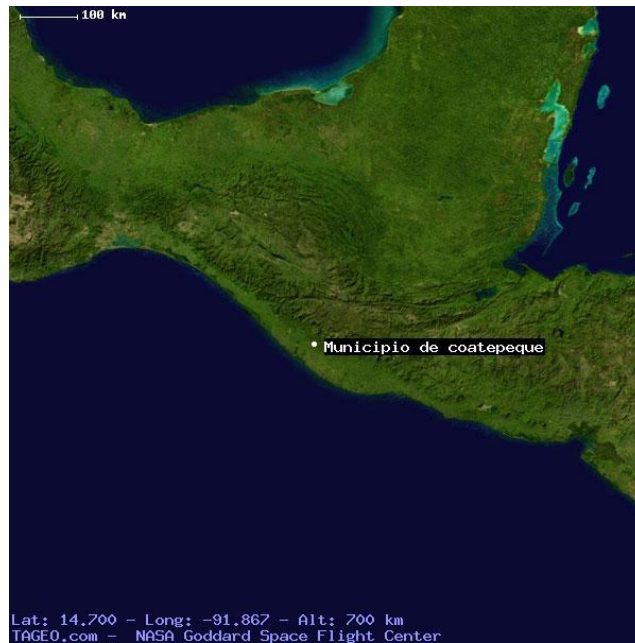 100 km
Municipio de coatepeque
Lat: 14.700 - Long: -91.867 - Alt: 700 km
TAGEO.com - NASA Goddard Space Flight Center